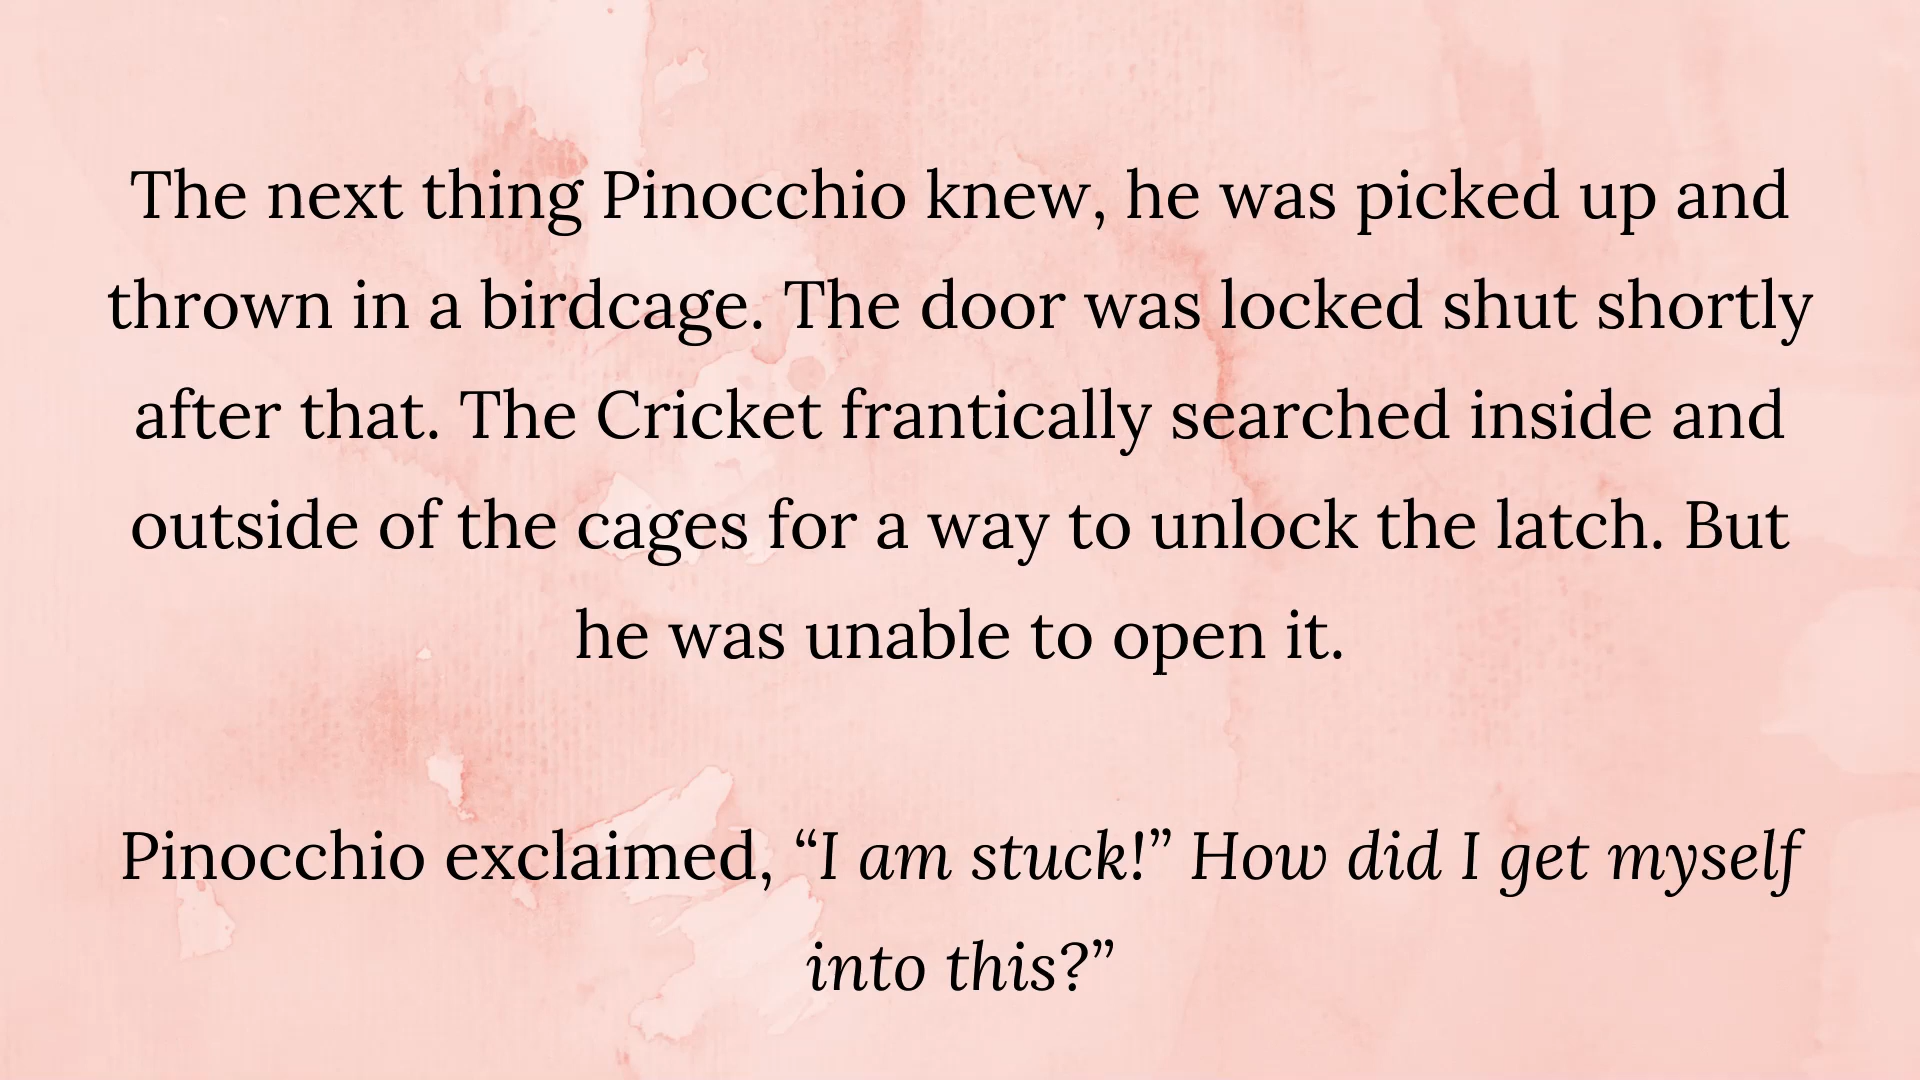 The next thing Pinocchio knew, he was picked up and
thrown in a birdcage. The door was locked shut shortly
after that. The Cricket frantically searched inside and
outside of the cages for a way to unlock the latch. But
he was unable to open it.
Pinocchio exclaimed, “I am stuck!” How did I get myself
into this?”